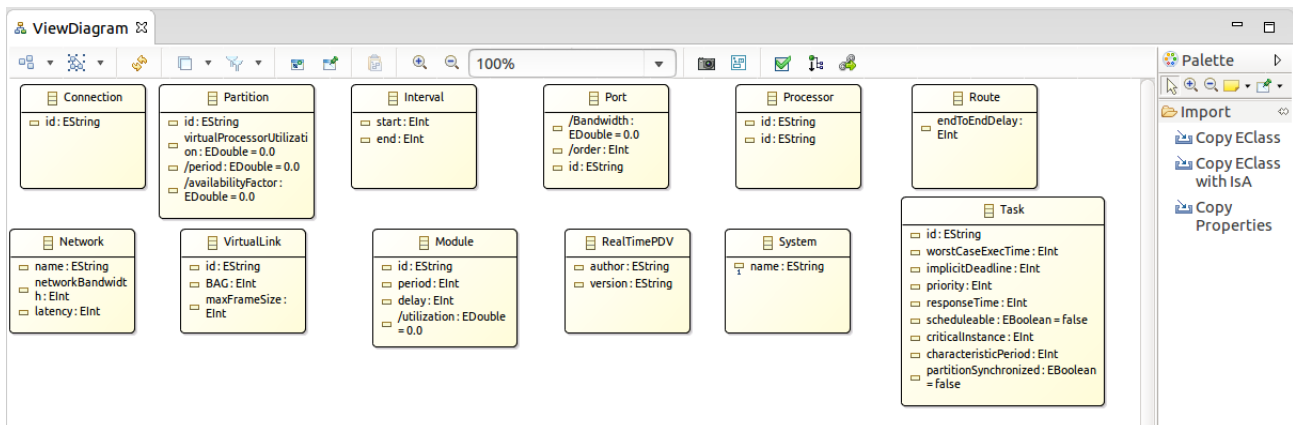 ViewDiagram
100%
Palette
Import
Copy EClass
Copy EClass
with IsA
Copy
Properties
Connection
id : EString
Partition
id : EString
virtualProcessorUtilizati
on : EDouble = 0.0
/period : EDouble = 0.0
/availabilityFactor :
EDouble = 0.0
Interval
start : EInt
end : EInt
Port
/Bandwidth :
EDouble = 0.0
/order : EInt
id : EString
Processor
id : EString
id : EString
Route
endToEndDelay :
EInt
Network
name : EString
networkBandwidt
h : EInt
latency : EInt
VirtualLink
id : EString
BAG : EInt
maxFrameSize :
EInt
Module
id : EString
period : EInt
delay : EInt
/utilization : EDouble
= 0.0
RealTimePDV
author : EString
version : EString
System
1
name : EString
Task
id : EString
worstCaseExecTime : EInt
implicitDeadline : EInt
priority : EInt
responseTime : EInt
scheduleable : EBoolean = false
criticalInstance : EInt
characteristicPeriod : EInt
partitionSynchronized : EBoolean
= false